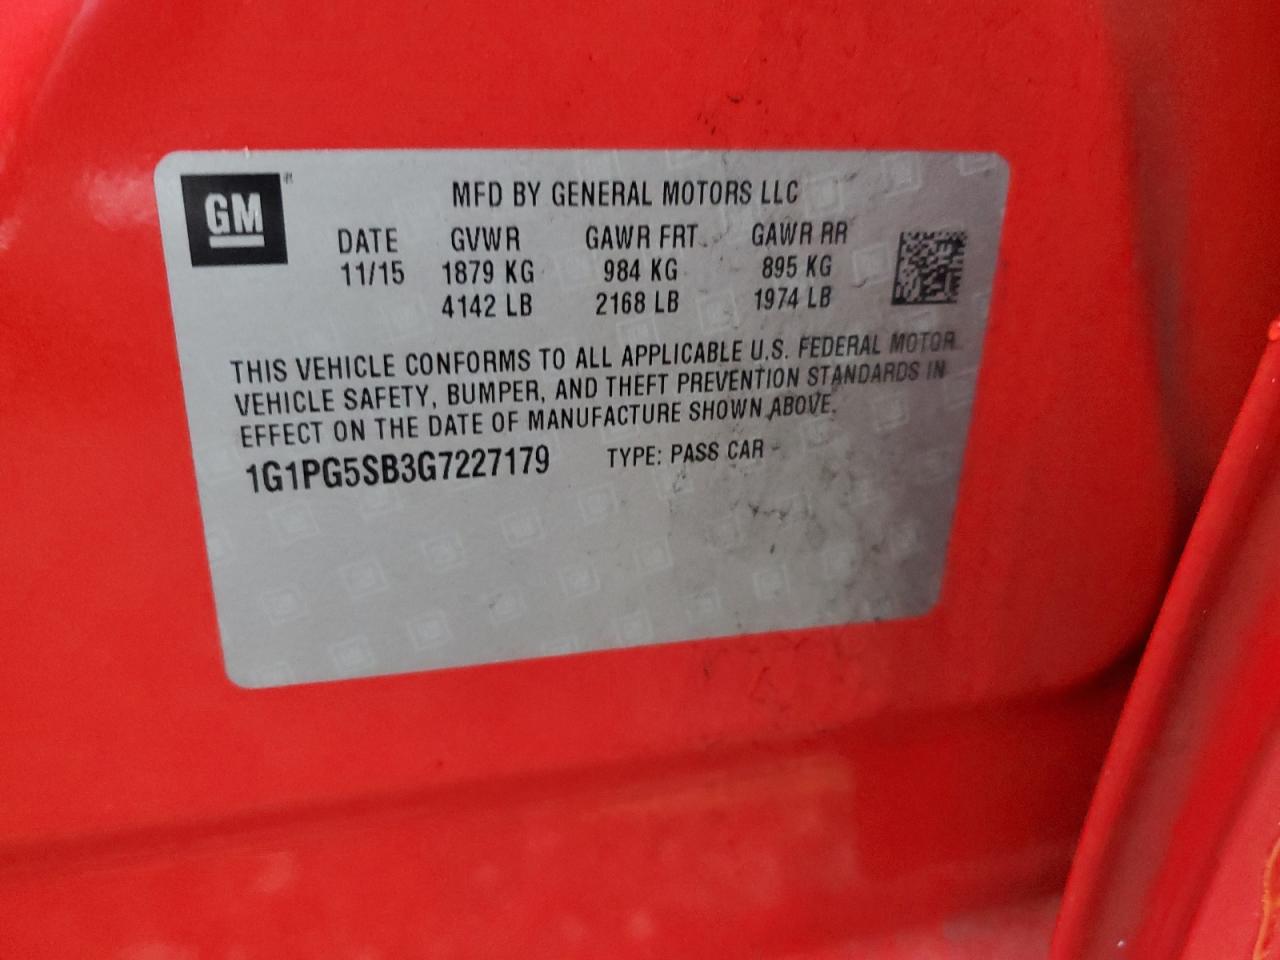 GM
MFD BY GENERAL MOTORS LLC
DATE GVWR GAWR FRT. GAWR RR
11/15 1879 KG 984 KG 895 KG
4142 LB 2168 LB 1974 LB
THIS VEHICLE CONFORMS TO ALL APPLICABLE U.S. FEDERAL MOTOR
VEHICLE SAFETY, BUMPER, AND THEFT PREVENTION STANDARDS IN
EFFECT ON THE DATE OF MANUFACTURE SHOWN ABOVE.
1G1PG5SB3G7227179 TYPE: PASS CAR